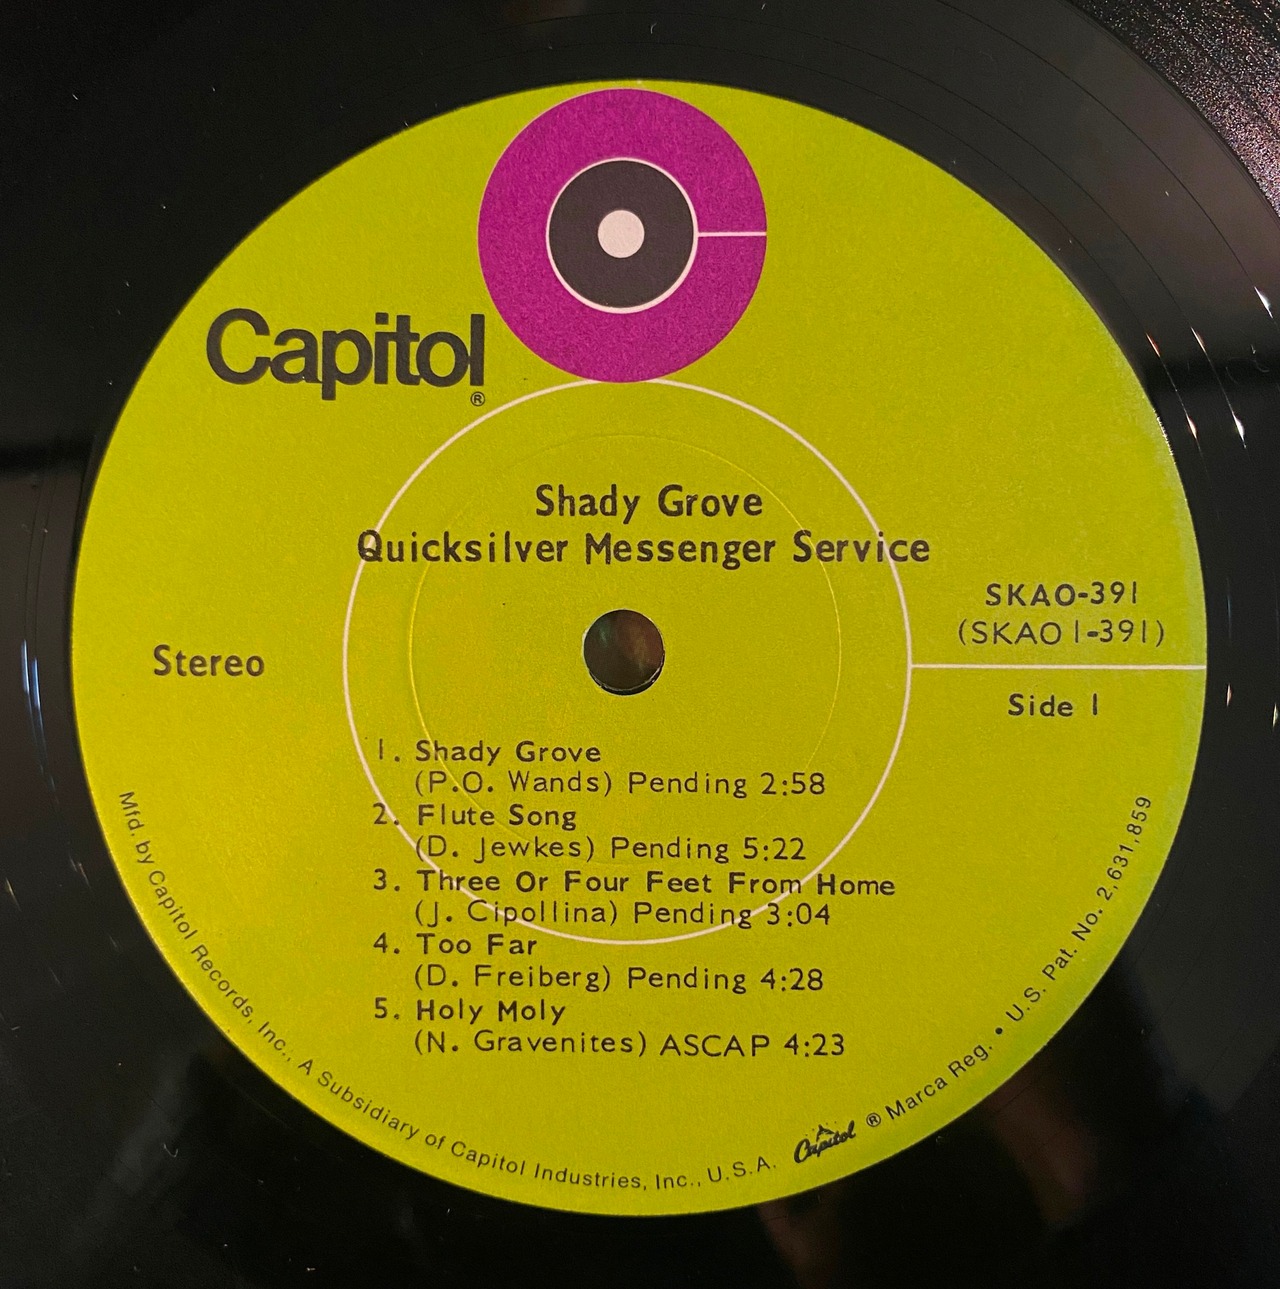 Capitol
®
Shady Grove
Quicksilver Messenger Service
SKAO-391
(SKAO 1-391)
Stereo
Side 1
1. Shady Grove
(P.O. Wands) Pending 2:58
2. Flute Song
(D. Jewkes) Pending 5:22
3. Three Or Four Feet From Home
(J. Cipollina) Pending 3:04
4. Too Far
(D. Freiberg) Pending 4:28
5. Holy Moly
(N. Gravenites) ASCAP 4:23
Mfd. by Capitol Records, Inc., A Subsidiary of Capitol Industries, Inc., U.S.A. Capitol ® Marca Reg. • U.S. Pat. No. 2,631,859